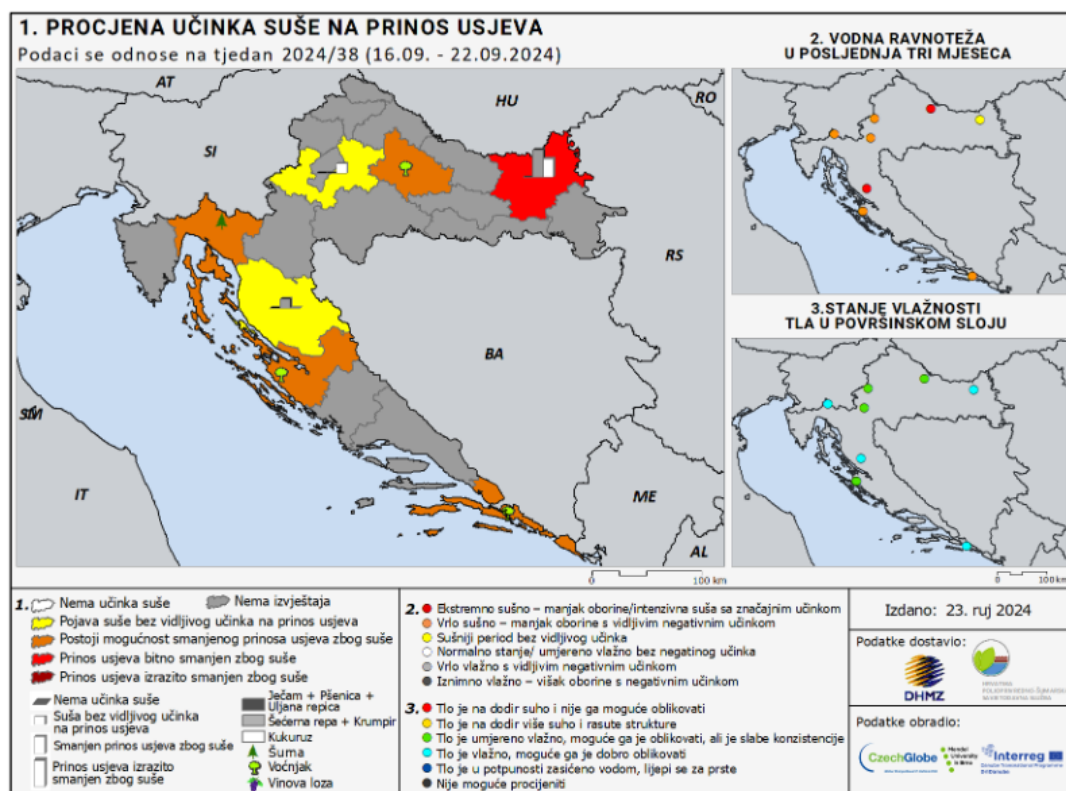 1. PROCJENA UČINKA SUŠE NA PRINOS USJEVA
Podaci se odnose na tjedan 2024/38 (16.09. - 22.09.2024)
AT
HU
RO
SI
RS
BA
SM
IT
ME
AL
0 100 km
2. VODNA RAVNOTEŽA
U POSLJEDNJA TRI MJESECA
3.STANJE VLAŽNOSTI
TLA U POVRŠINSKOM SLOJU
0 100 km
1.
Nema učinka suše
Nema izvještaja
Pojava suše bez vidljivog učinka na prinos usjeva
Postoji mogućnost smanjenog prinosa usjeva zbog suše
Prinos usjeva bitno smanjen zbog suše
Prinos usjeva izrazito smanjen zbog suše
Nema učinka suše
Suša bez vidljivog učinka
na prinos usjeva
Smanjen prinos usjeva zbog suše
Prinos usjeva izrazito
smanjen zbog suše
Ječam + Pšenica +
Uljana repica
Šećerna repa + Krumpir
Kukuruz
Šuma
Voćnjak
Vinova loza
2. Ekstremno sušno – manjak oborine/intenzivna suša sa značajnim učinkom
Vrlo sušno – manjak oborine s vidljivim negativnim učinkom
Sušniji period bez vidljivog učinka
Normalno stanje/ umjereno vlažno bez negatinog učinka
Vrlo vlažno s vidljivim negativnim učinkom
Iznimno vlažno – višak oborine s negativnim učinkom
3. Tlo je na dodir suho i nije ga moguće oblikovati
Tlo je na dodir više suho i rasute strukture
Tlo je umjereno vlažno, moguće ga je oblikovati, ali je slabe konzistencije
Tlo je vlažno, moguće ga je dobro oblikovati
Tlo je u potpunosti zasićeno vodom, lijepi se za prste
Nije moguće procijeniti
Izdano: 23. ruj 2024
Podatke dostavio:
DHMZ
Podatke obradio:
CzechGlobe
Mendel
University
in Brno
Interreg